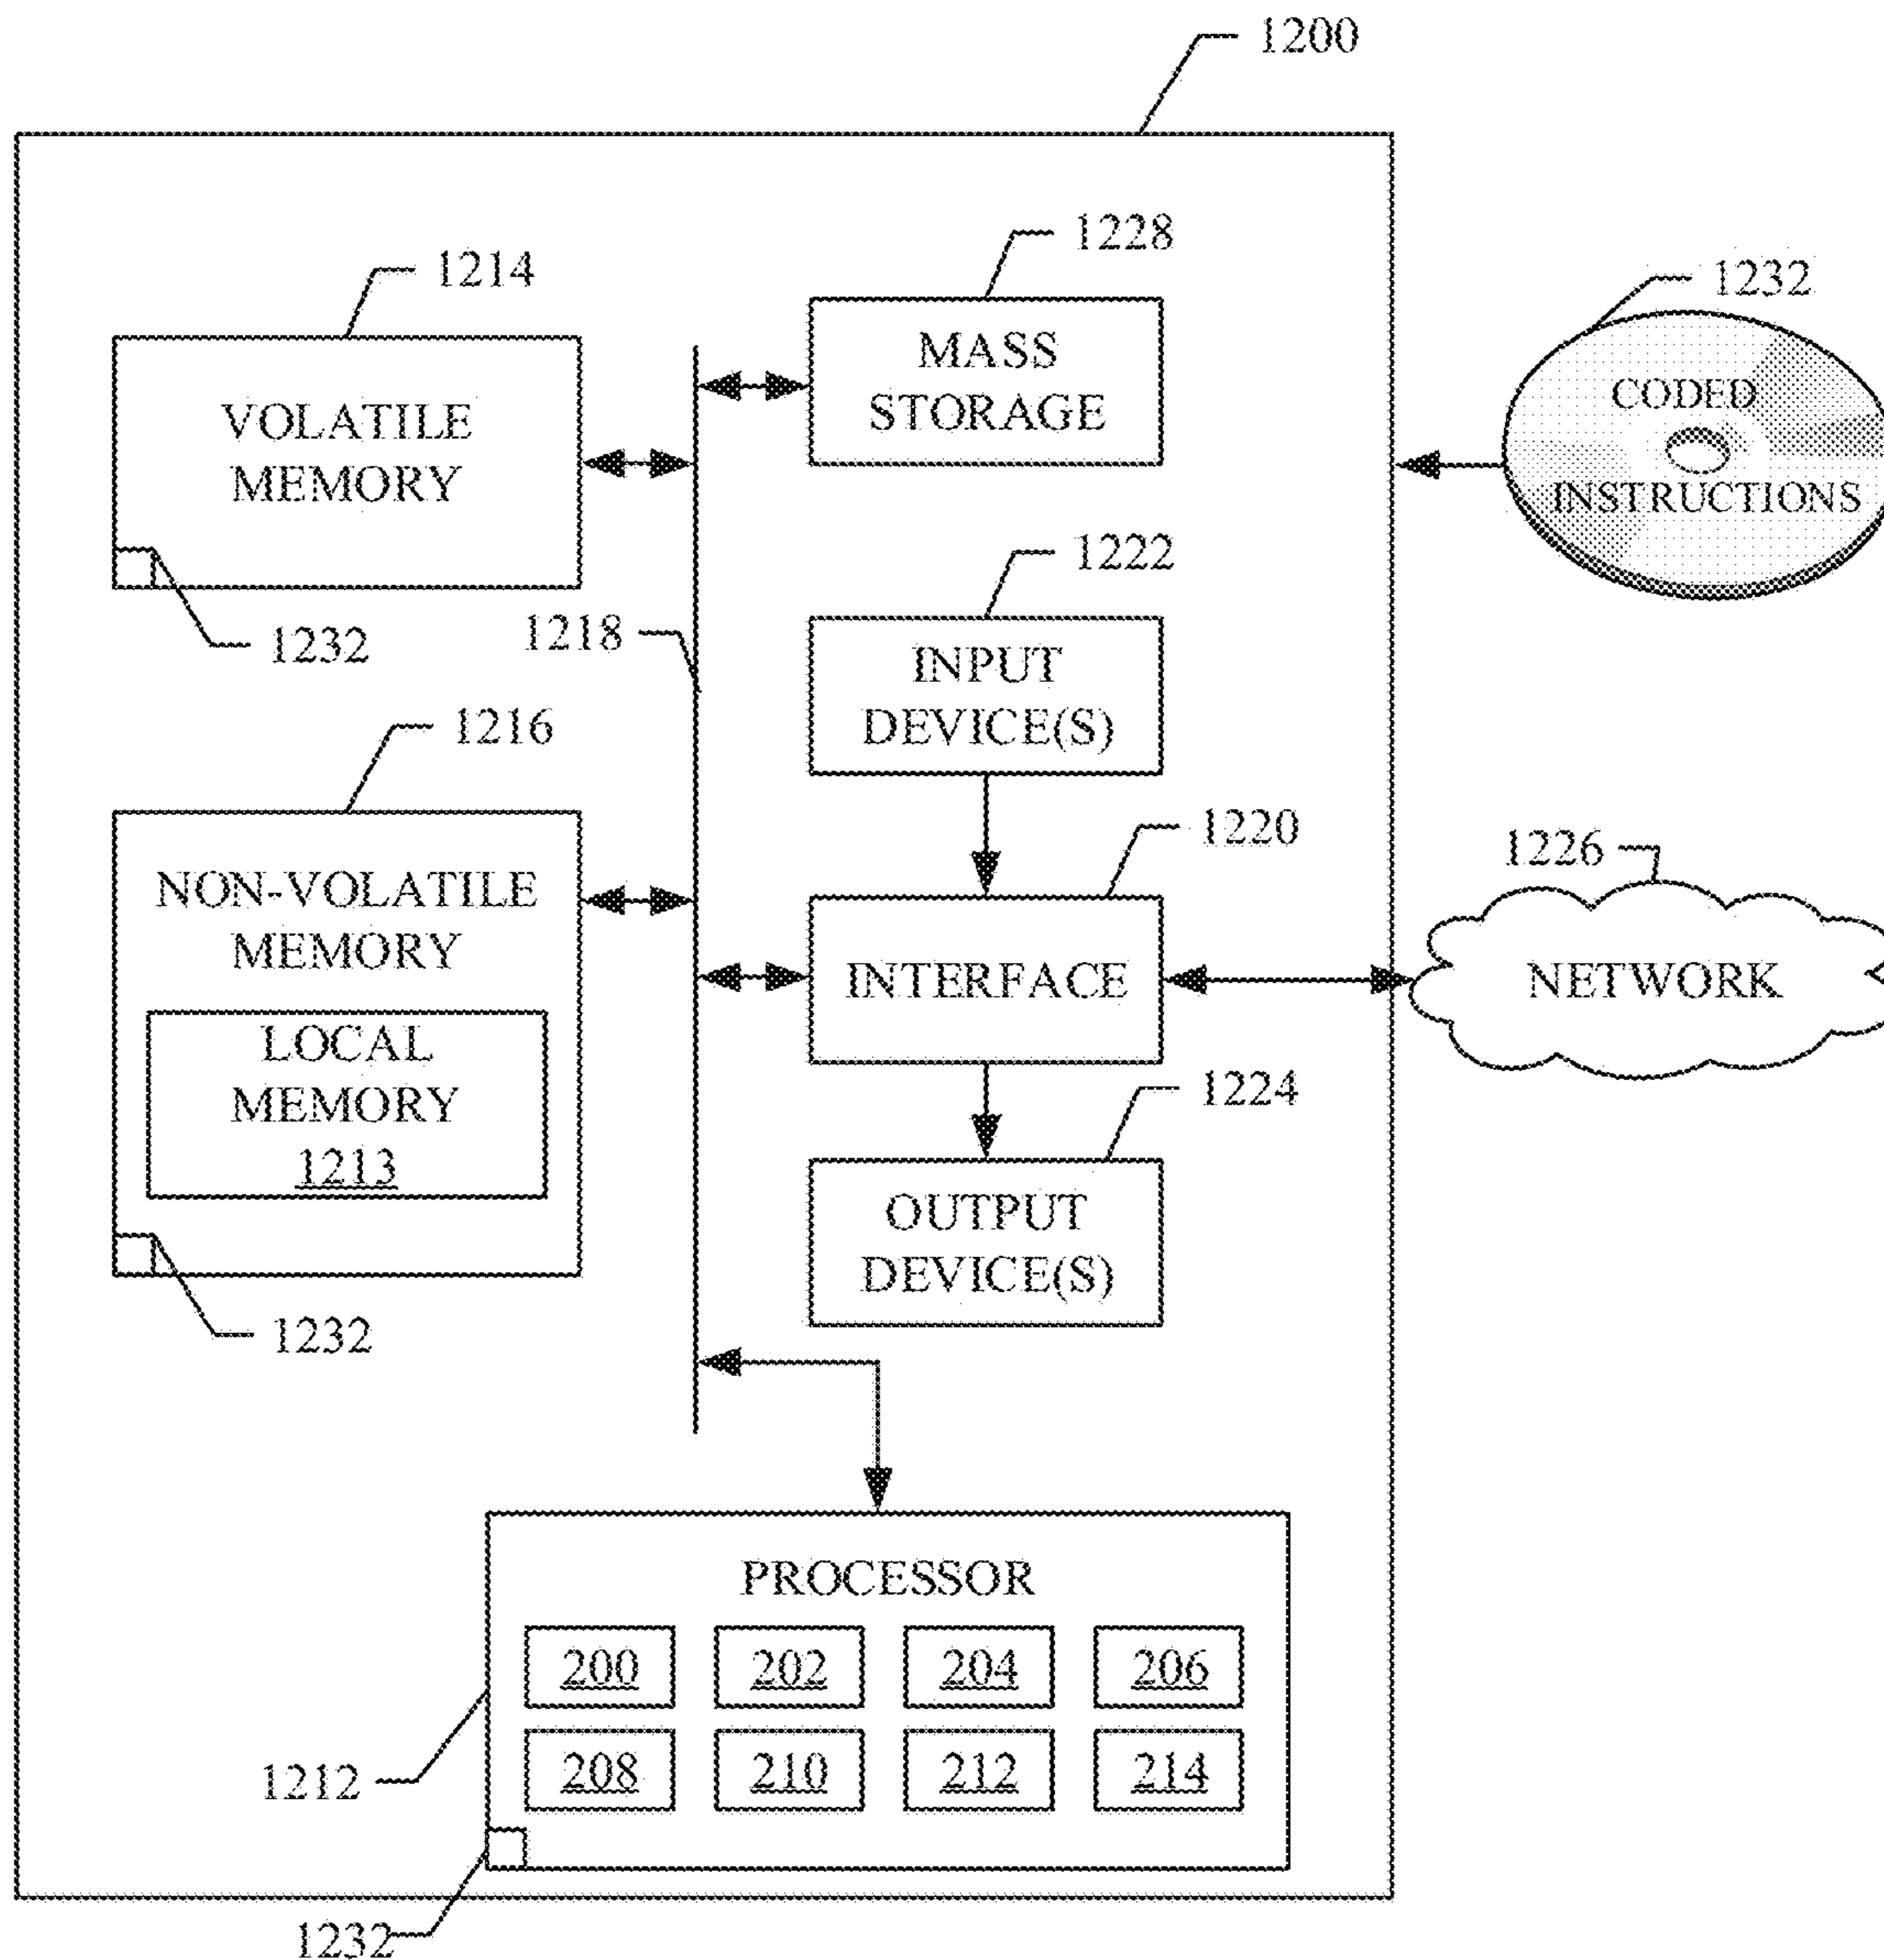 1200
1228
1214
1232
MASS
STORAGE
VOLATILE
MEMORY
CODED
INSTRUCTIONS
1222
1232
1218
INPUT
DEVICE(S)
1216
1220
1226
NON-VOLATILE
MEMORY
INTERFACE
NETWORK
LOCAL
MEMORY
1213
1224
OUTPUT
DEVICE(S)
1232
PROCESSOR
200 202 204 206
208 210 212 214
1212
1232